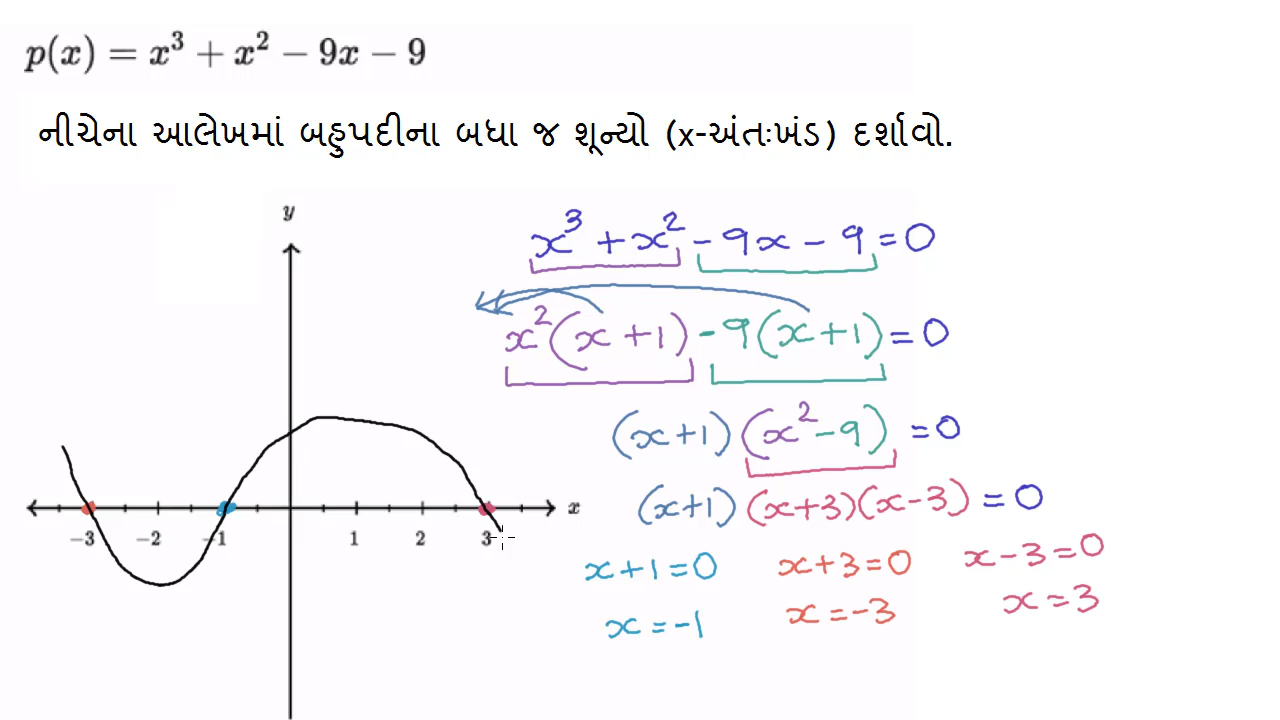 p(x) = x³ + x² − 9x − 9
નીચેના આલેખમાં બહુપદીના બધા જ શૂન્યો (x-અંતઃખંડ) દર્શાવો.
y
x³ + x² - 9x - 9 = 0
x²(x+1) - 9(x+1) = 0
(x+1)(x²-9) = 0
(x+1)(x+3)(x-3) = 0
x
−3 −2 −1 1 2 3
x+1=0 x+3=0 x-3=0
x=-1 x=-3 x=3